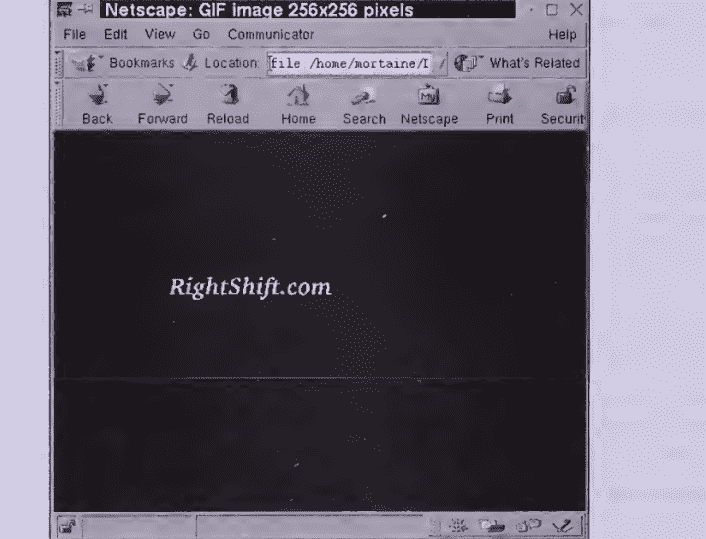 Netscape: GIF image 256x256 pixels
File Edit View Go Communicator Help
Bookmarks Location: file:/home/mortaine/I What's Related
Back Forward Reload Home Search Netscape Print Securit
My
RightShift.com